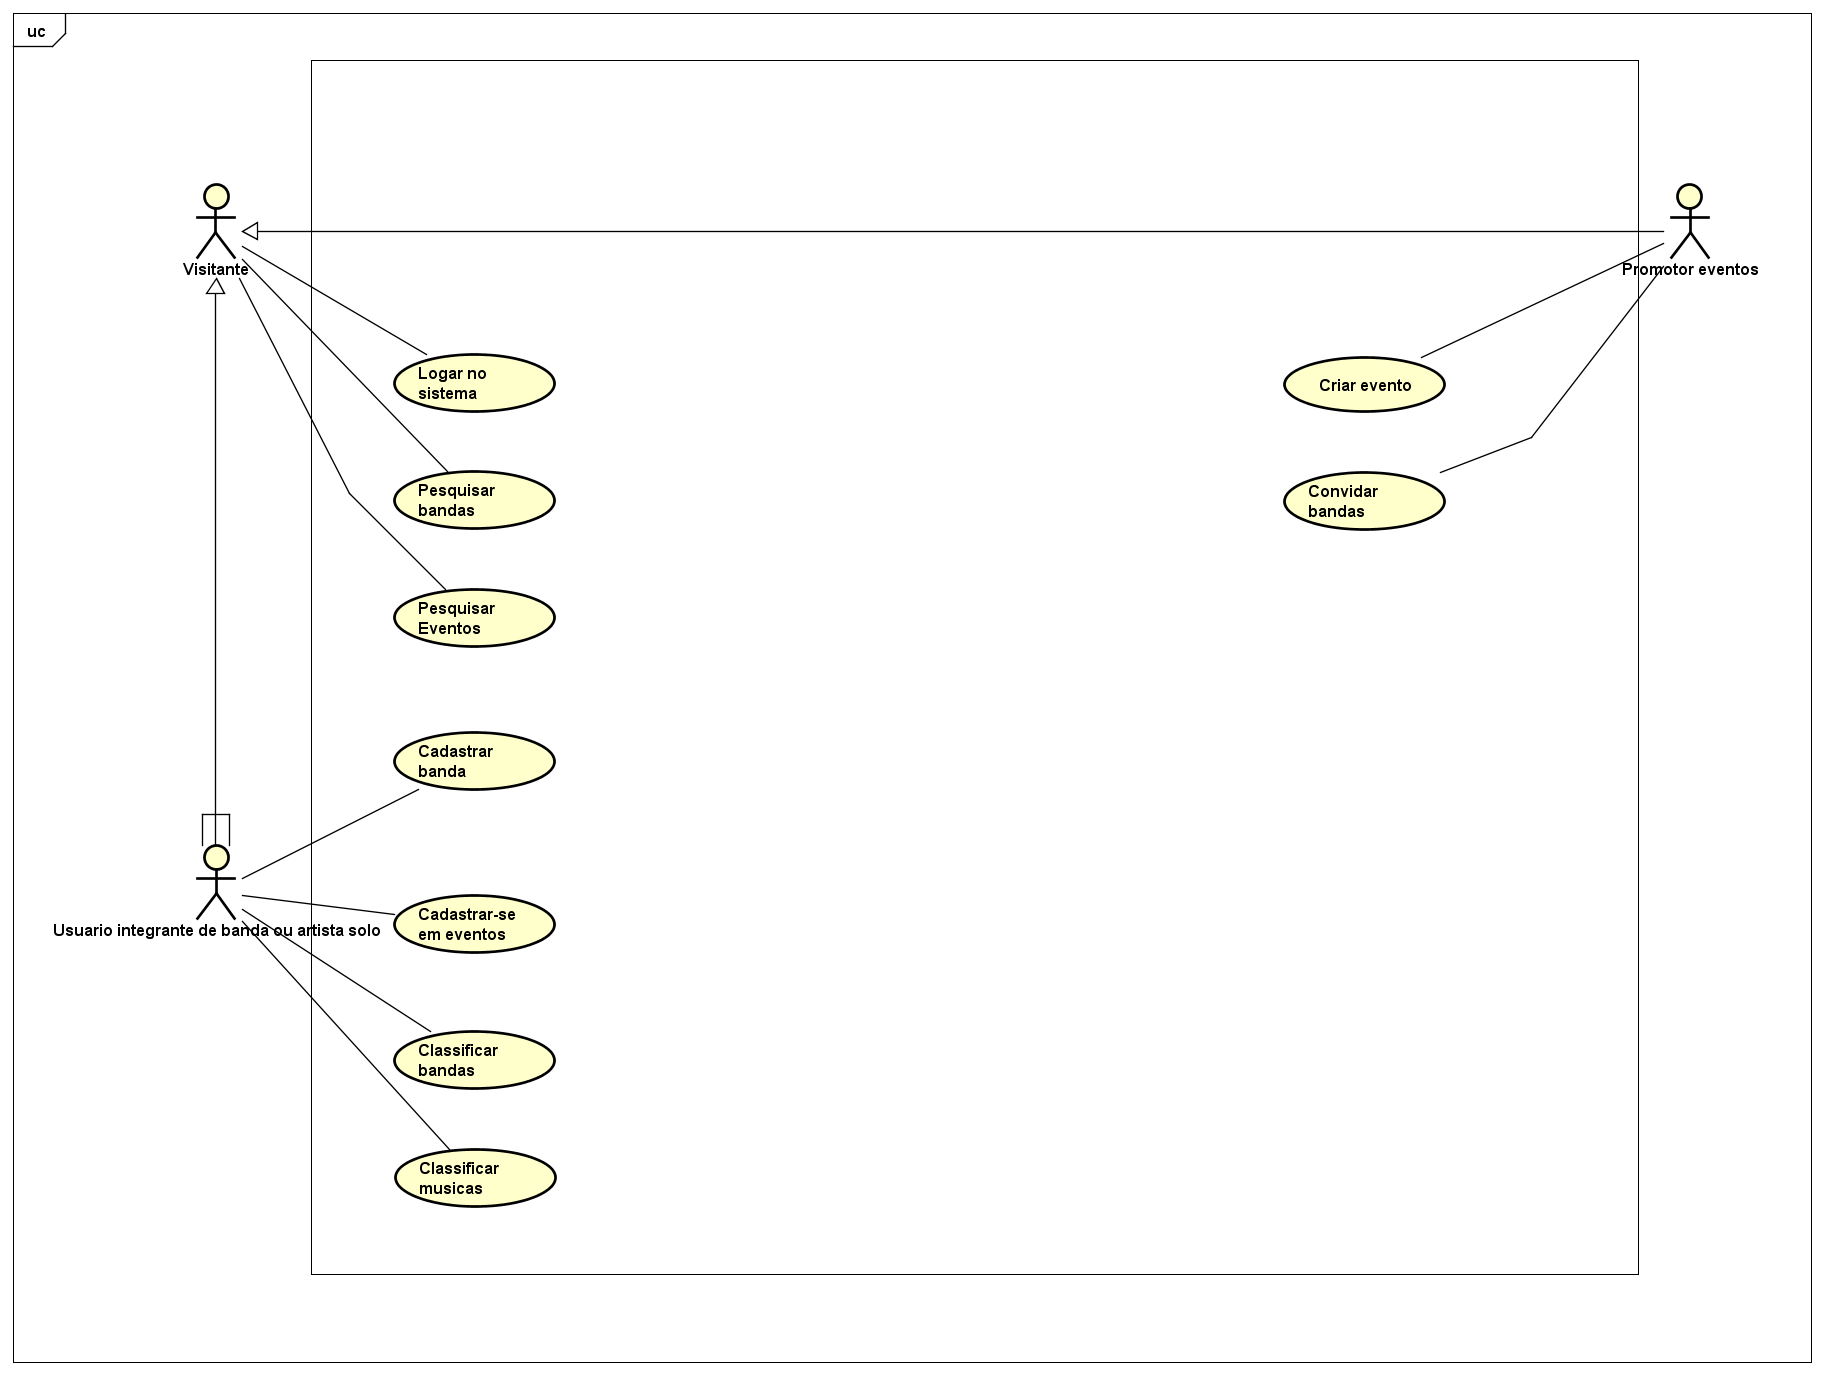 uc
Visitante
Promotor eventos
Logar no
sistema
Criar evento
Pesquisar
bandas
Convidar
bandas
Pesquisar
Eventos
Cadastrar
banda
Usuario integrante de banda ou artista solo
Cadastrar-se
em eventos
Classificar
bandas
Classificar
musicas